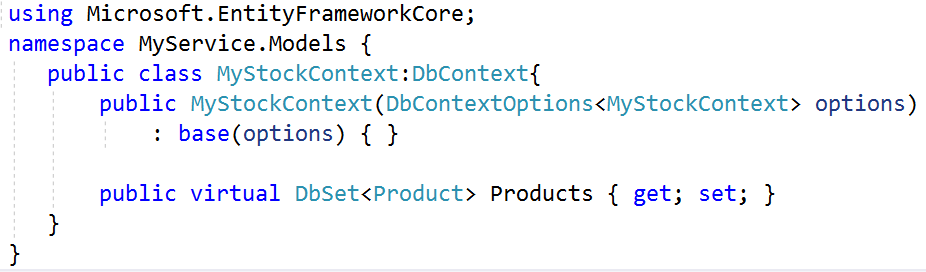 using Microsoft.EntityFrameworkCore;
namespace MyService.Models {
   public class MyStockContext:DbContext{
       public MyStockContext(DbContextOptions<MyStockContext> options)
           : base(options) { }

       public virtual DbSet<Product> Products { get; set; }
   }
}